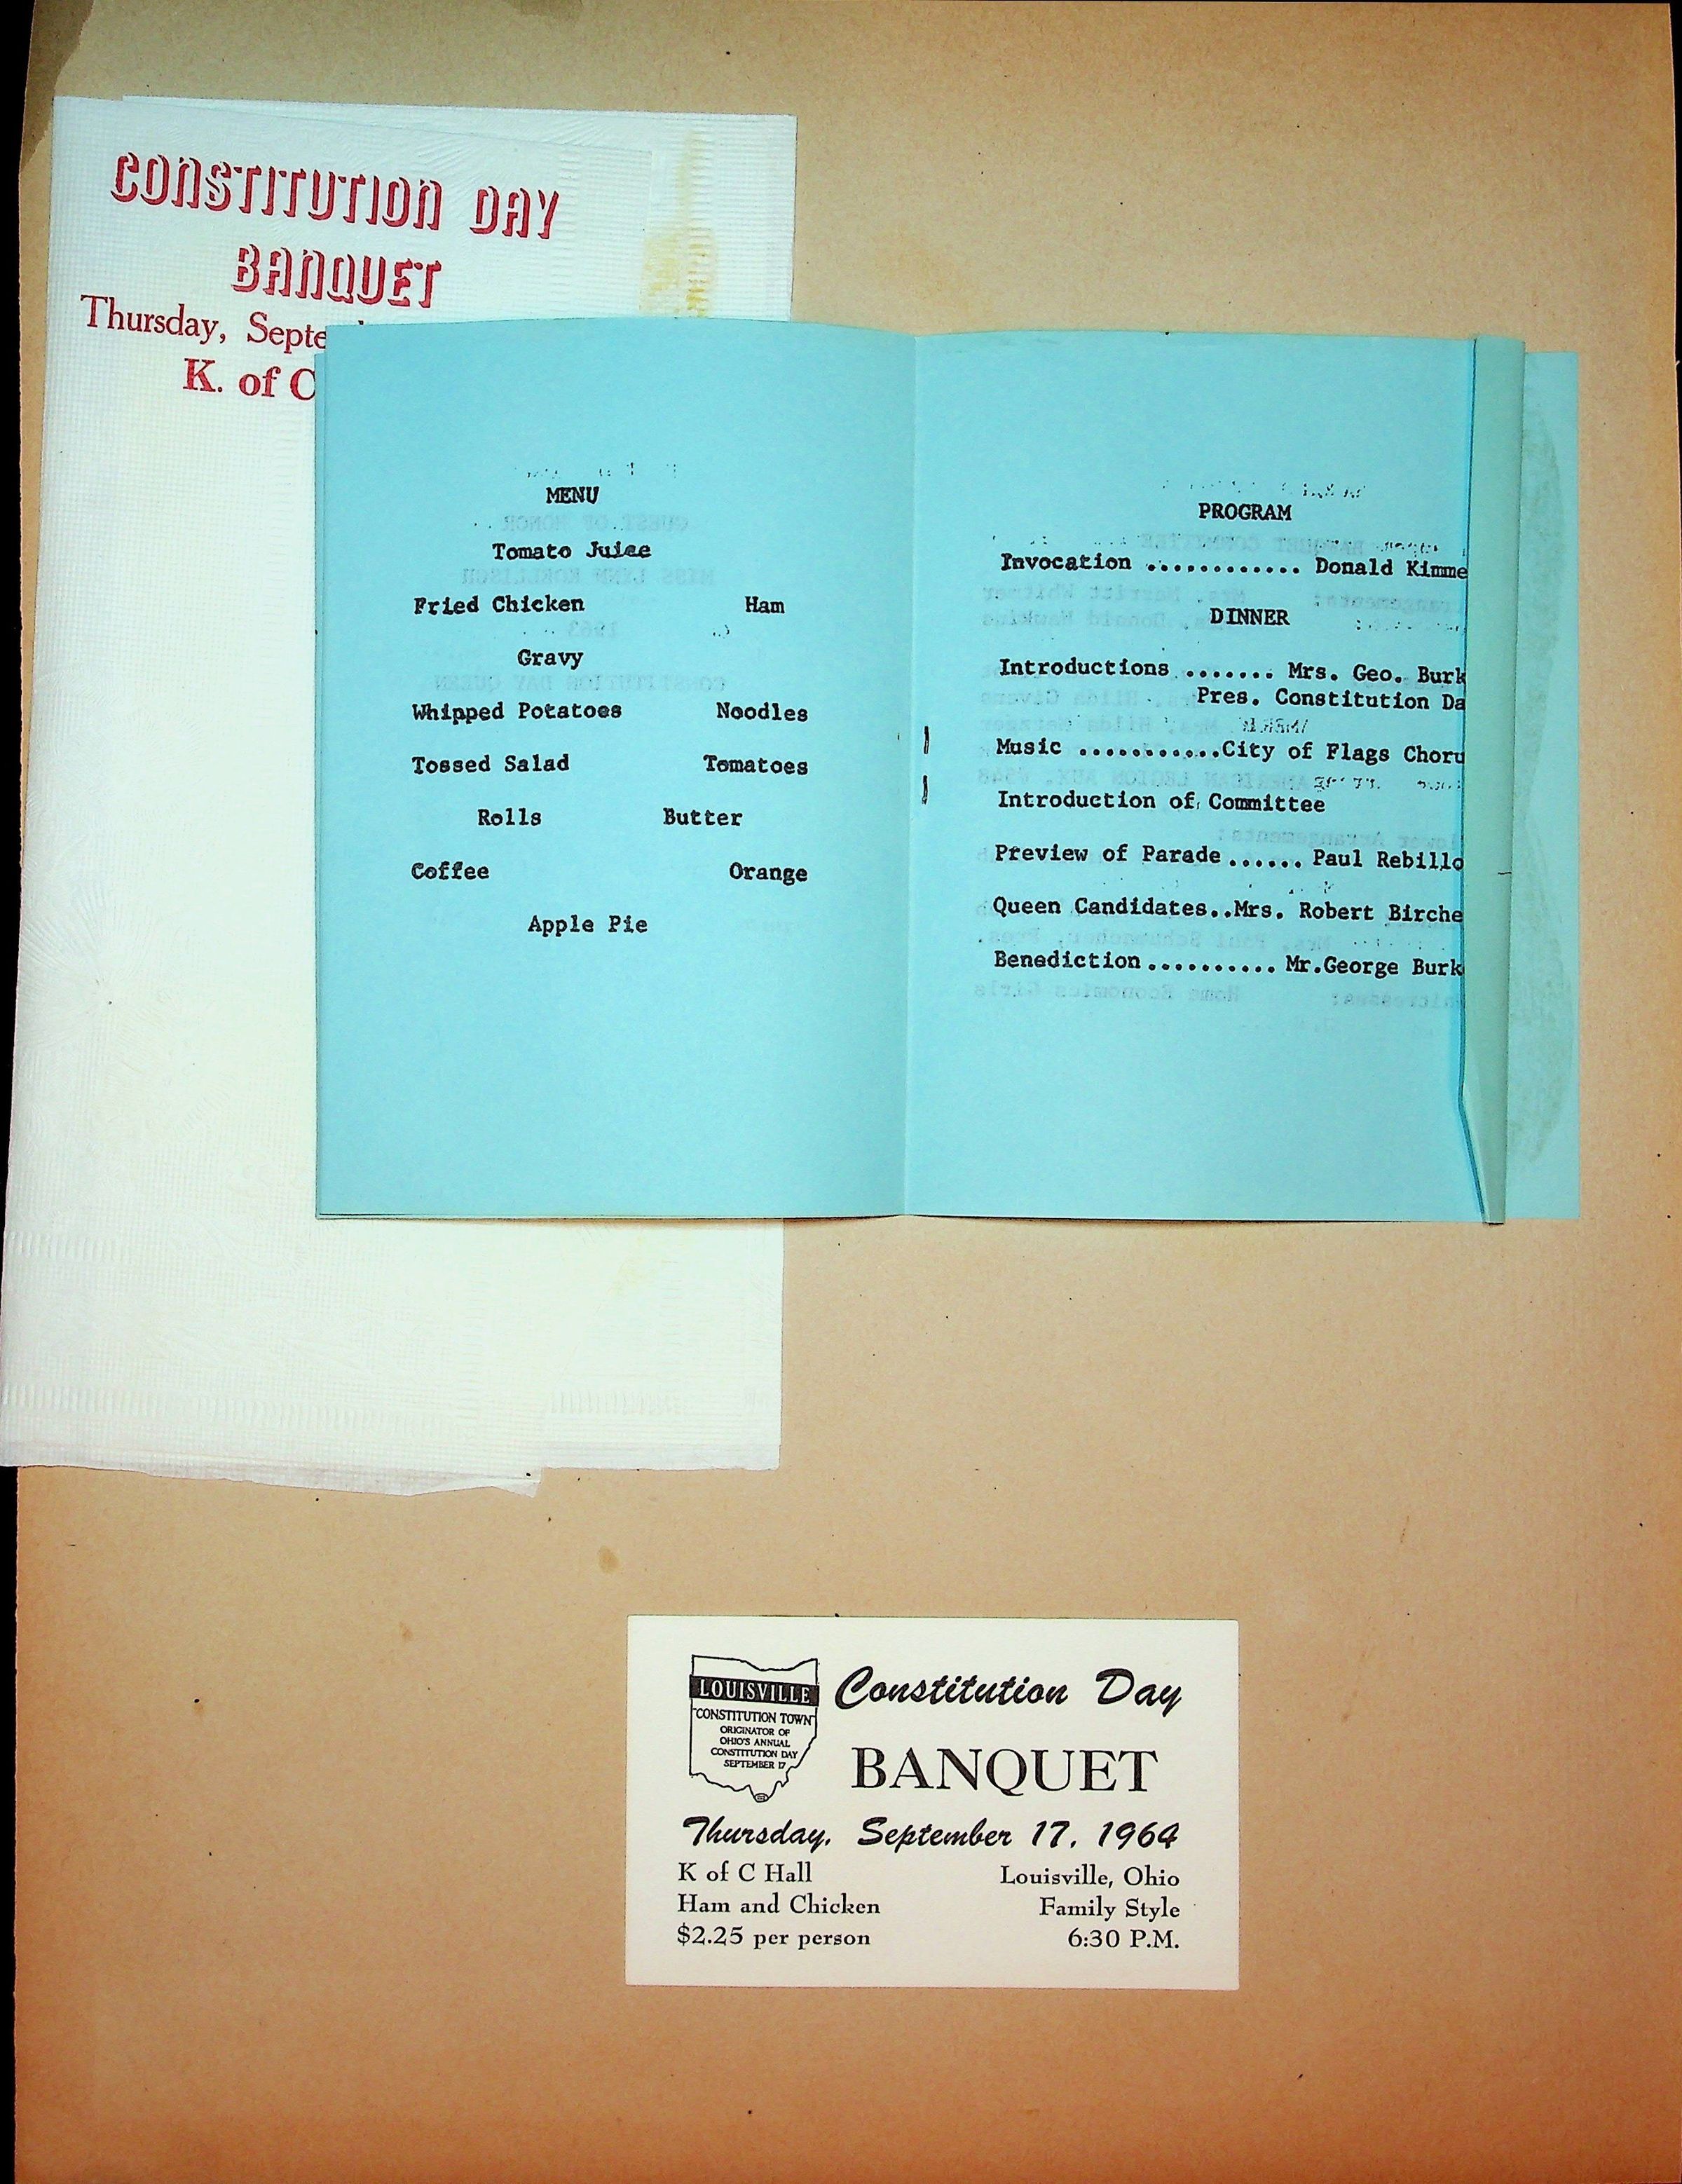 CONSTITUTION DAY
BANQUET
Thursday, Septe
K. of C
MENU
Tomato Juice
Fried Chicken Ham
Gravy
Whipped Potatoes Noodles
Tossed Salad Tomatoes
Rolls Butter
Coffee Orange
Apple Pie
PROGRAM
Invocation ............ Donald Kimme
DINNER
Introductions ....... Mrs. Geo. Burk
Pres. Constitution Da
Music ...........City of Flags Choru
Introduction of Committee
Preview of Parade ...... Paul Rebillo
Queen Candidates..Mrs. Robert Birche
Benediction .......... Mr.George Burk
LOUISVILLE
CONSTITUTION TOWN
ORIGINATOR OF
OHIO'S ANNUAL
CONSTITUTION DAY
SEPTEMBER 17
Constitution Day
BANQUET
Thursday, September 17, 1964
K of C Hall Louisville, Ohio
Ham and Chicken Family Style
$2.25 per person 6:30 P.M.